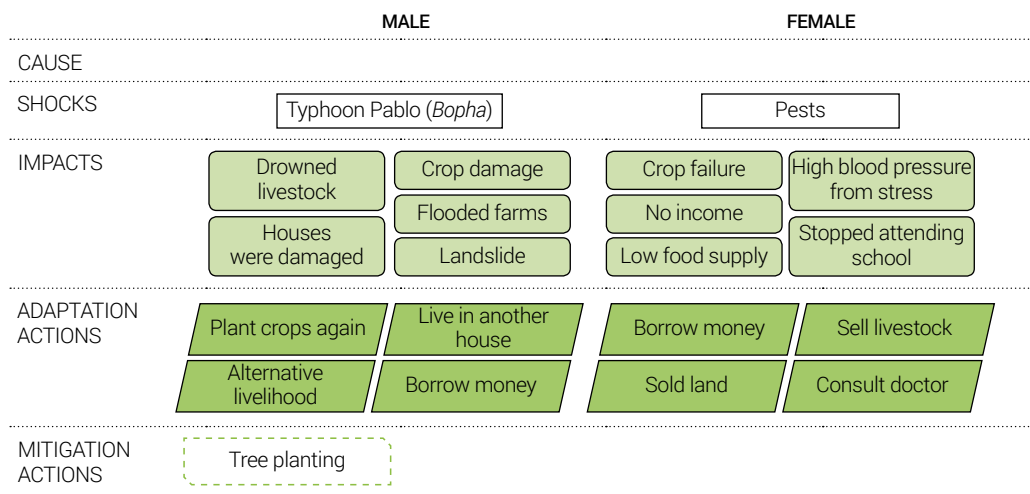 MALE
FEMALE
CAUSE
SHOCKS
Typhoon Pablo (Bopha)
Pests
IMPACTS
Drowned
livestock
Houses
were damaged
Crop damage
Flooded farms
Landslide
Crop failure
No income
Low food supply
High blood pressure
from stress
Stopped attending
school
ADAPTATION
ACTIONS
Plant crops again
Live in another
house
Borrow money
Sell livestock
Alternative
livelihood
Borrow money
Sold land
Consult doctor
MITIGATION
ACTIONS
Tree planting